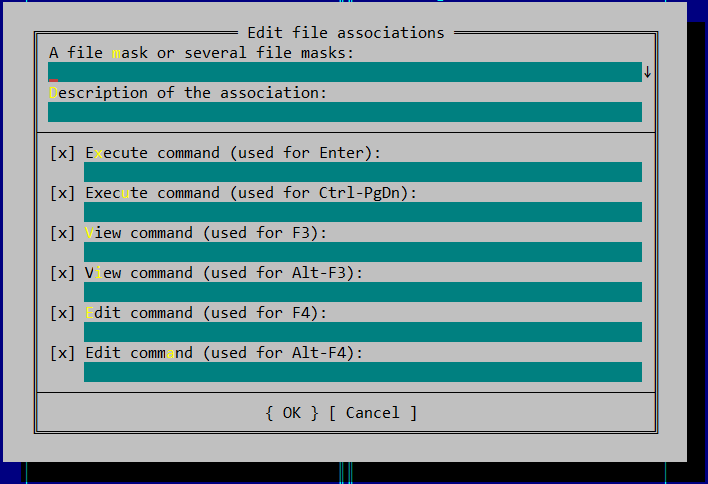 Edit file associations
A file mask or several file masks:
↓
Description of the association:
[x] Execute command (used for Enter):
[x] Execute command (used for Ctrl-PgDn):
[x] View command (used for F3):
[x] View command (used for Alt-F3):
[x] Edit command (used for F4):
[x] Edit command (used for Alt-F4):
{ OK } [ Cancel ]